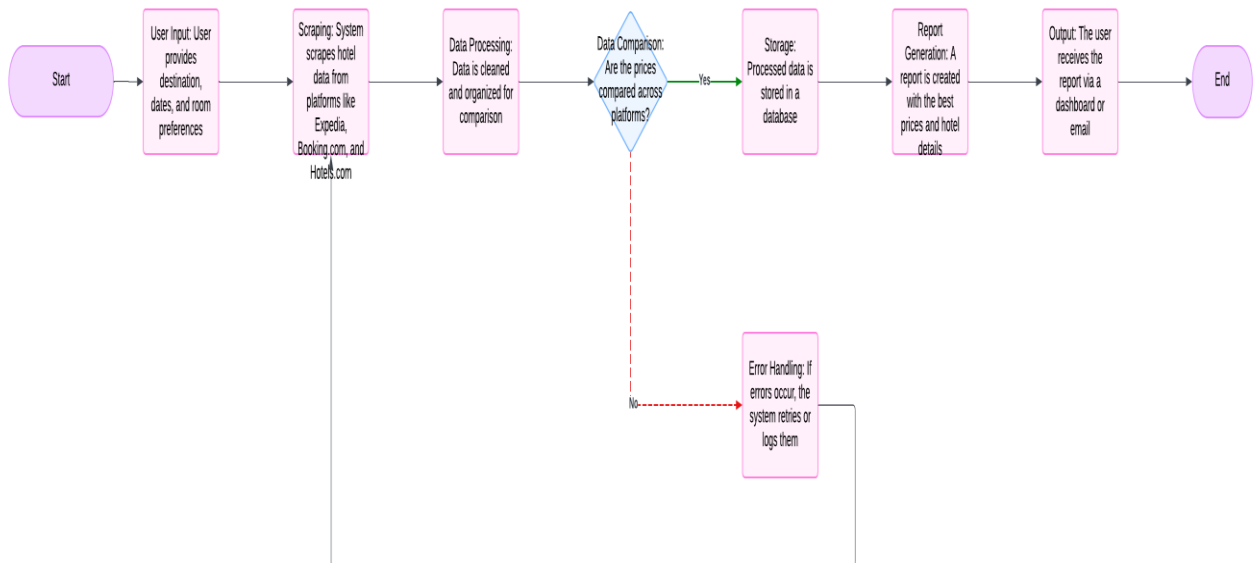 Start
User Input: User
provides
destination,
dates, and room
preferences
Scraping: System
scrapes hotel
data from
platforms like
Expedia,
Booking.com, and
Hotels.com
Data Processing:
Data is cleaned
and organized for
comparison
Data Comparison:
Are the prices
compared across
platforms?
Yes
Storage:
Processed data is
stored in a
database
Report
Generation: A
report is created
with the best
prices and hotel
details
Output: The user
receives the
report via a
dashboard or
email
End
No
Error Handling: If
errors occur, the
system retries or
logs them